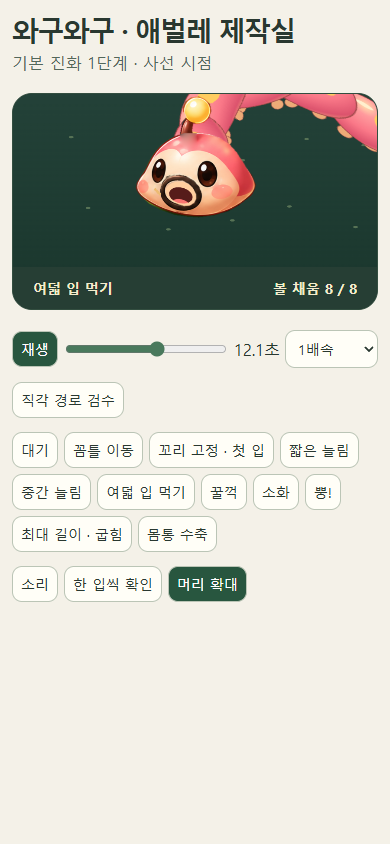 와구와구 · 애벌레 제작실
기본 진화 1단계 · 사선 시점
여덟 입 먹기 볼 채움 8 / 8
재생 12.1초 1배속
직각 경로 검수
대기 꼼틀 이동 꼬리 고정 · 첫 입 짧은 늘림
중간 늘림 여덟 입 먹기 꿀꺽 소화 뿡!
최대 길이 · 굽힘 몸통 수축
소리 한 입씩 확인 머리 확대